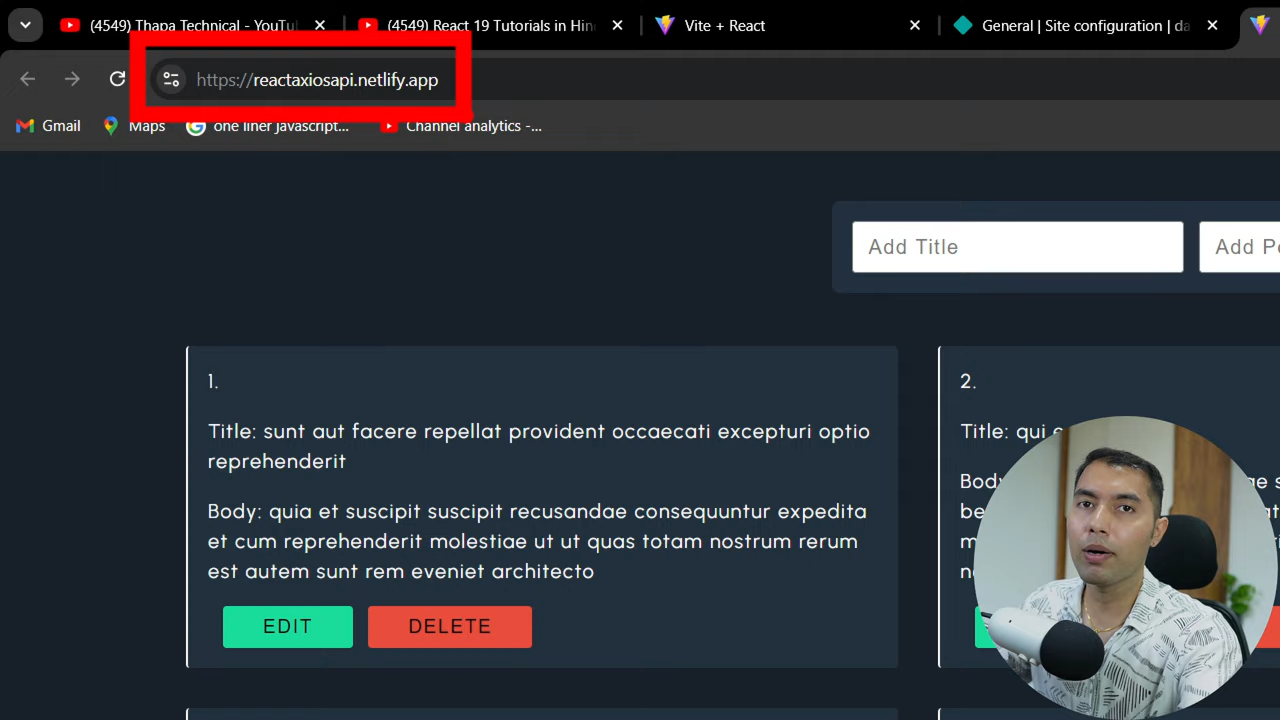 (4549) Thapa Technical - YouTu
(4549) React 19 Tutorials in Hin
Vite + React
General | Site configuration | da
https://reactaxiosapi.netlify.app
Gmail
Maps
one liner javascript...
Channel analytics -...
Add Title
Add Po
1.
Title: sunt aut facere repellat provident occaecati excepturi optio
reprehenderit
Body: quia et suscipit suscipit recusandae consequuntur expedita
et cum reprehenderit molestiae ut ut quas totam nostrum rerum
est autem sunt rem eveniet architecto
EDIT
DELETE
2.
Title: qui e
Body